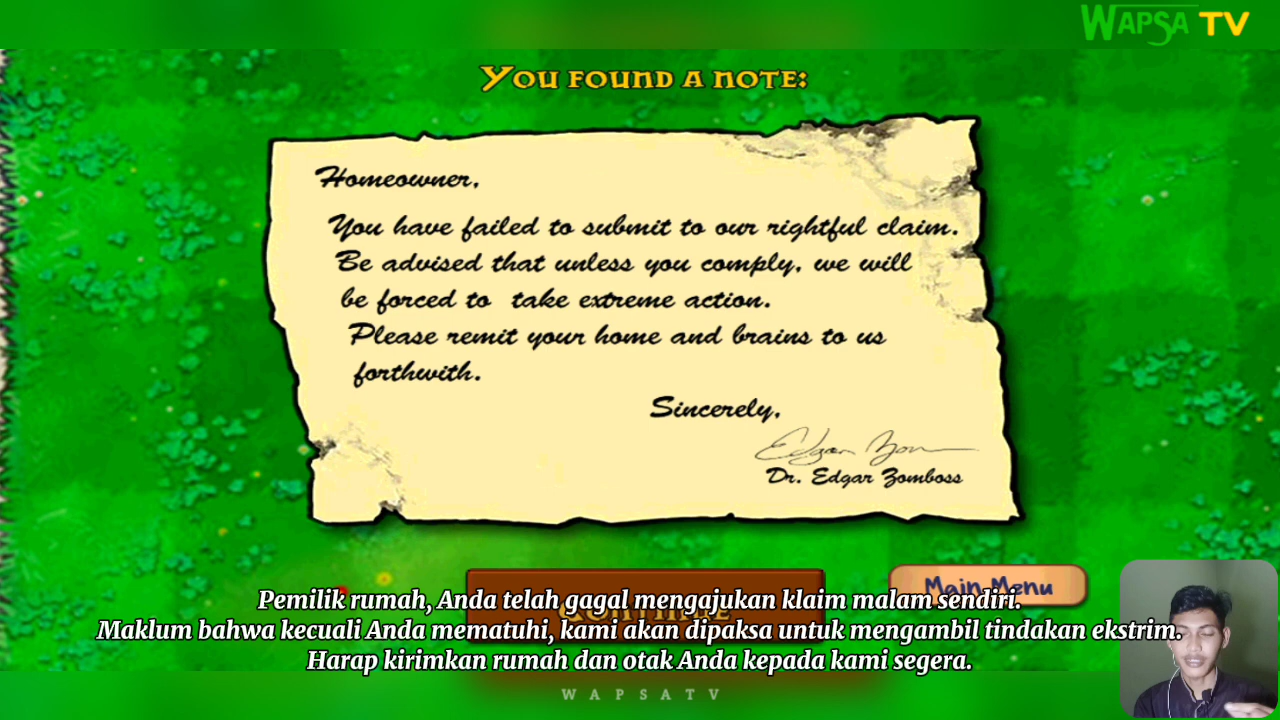 WAPSA TV
YOU FOUND A NOTE:
Homeowner,
You have failed to submit to our rightful claim.
Be advised that unless you comply, we will
be forced to take extreme action.
Please remit your home and brains to us
forthwith.
Sincerely,
Edgar Zom
Dr. Edgar Zomboss
Main Menu
CONTINUE
Pemilik rumah, Anda telah gagal mengajukan klaim malam sendiri.
Maklum bahwa kecuali Anda mematuhi, kami akan dipaksa untuk mengambil tindakan ekstrim.
Harap kirimkan rumah dan otak Anda kepada kami segera.
WAPSATV